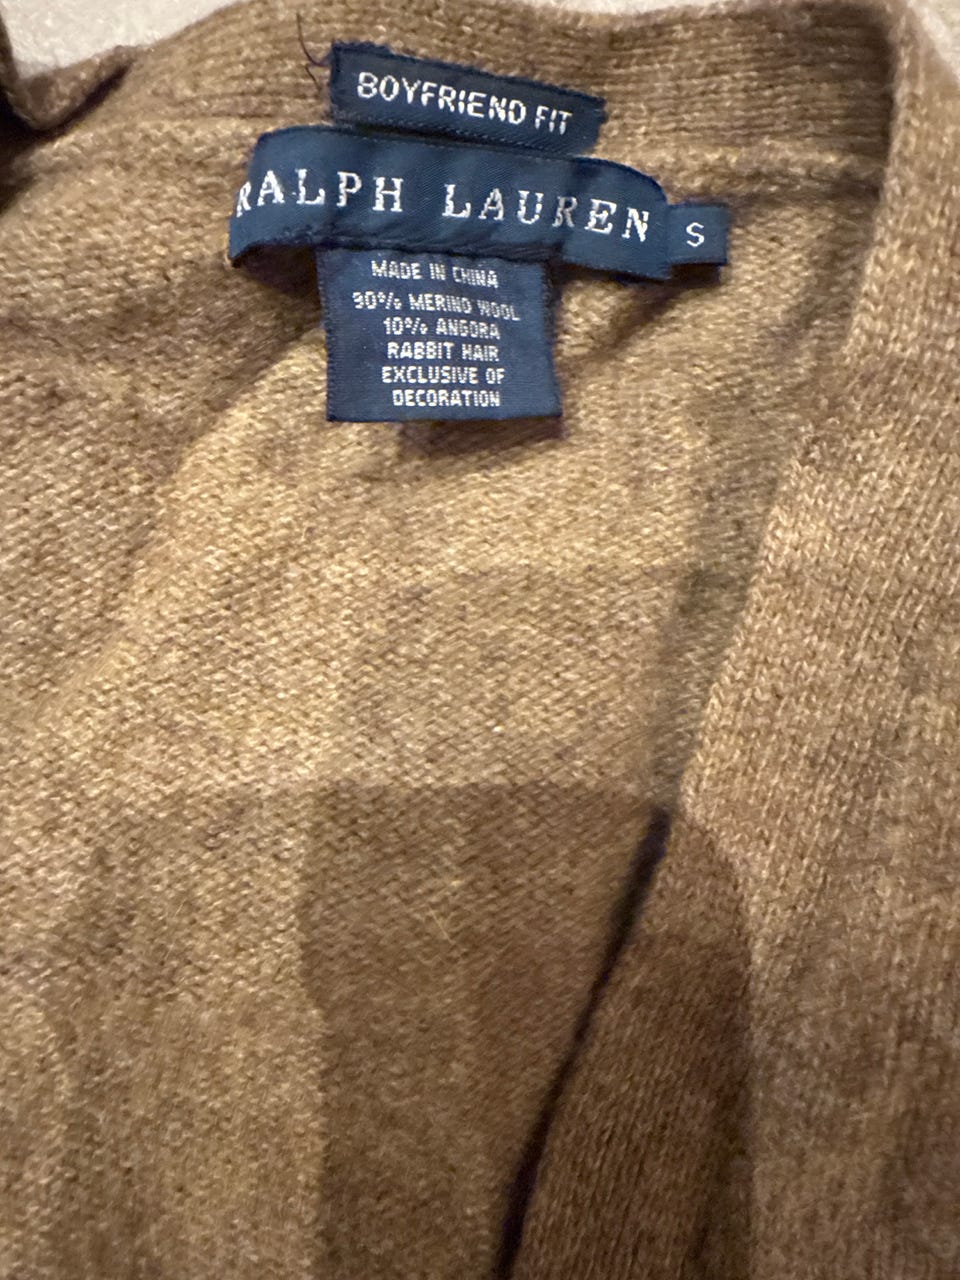 BOYFRIEND FIT
RALPH LAUREN
S
MADE IN CHINA
90% MERINO WOOL
10% ANGORA
RABBIT HAIR
EXCLUSIVE OF
DECORATION